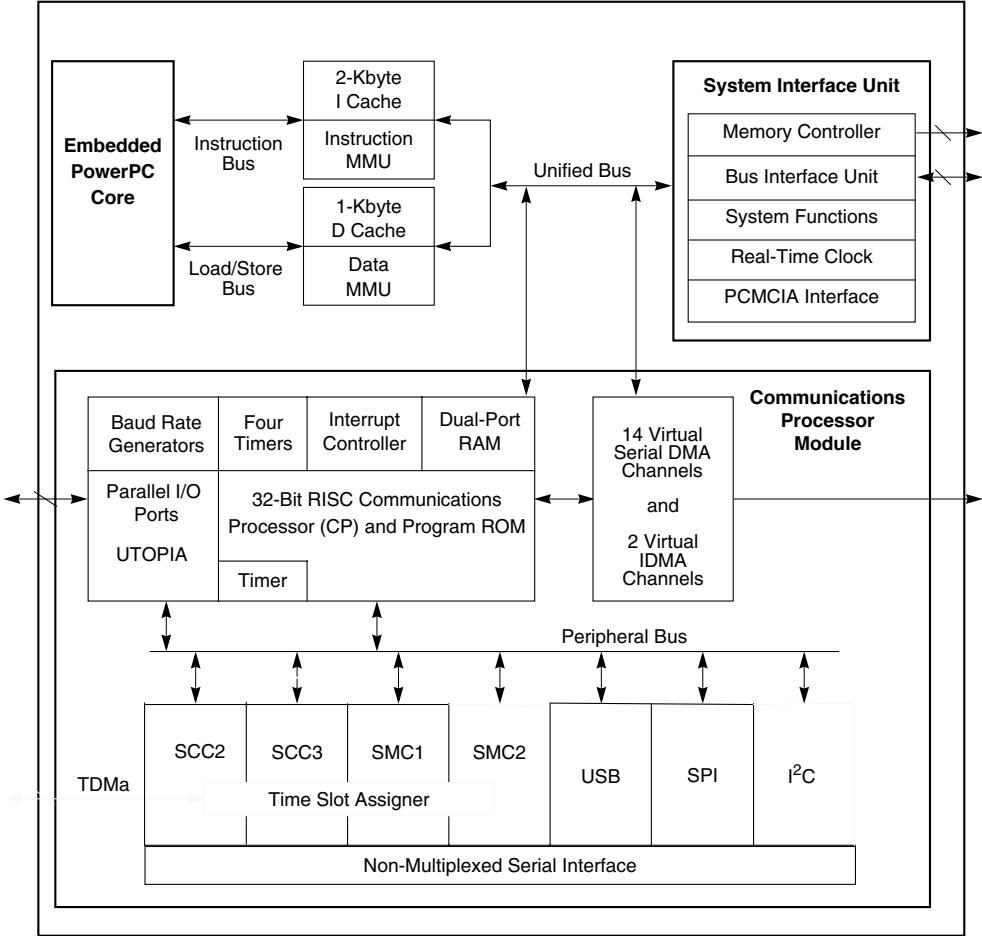 Embedded
PowerPC
Core
Instruction
Bus
Load/Store
Bus
2-Kbyte
I Cache
Instruction
MMU
1-Kbyte
D Cache
Data
MMU
Unified Bus
System Interface Unit
Memory Controller
Bus Interface Unit
System Functions
Real-Time Clock
PCMCIA Interface
Communications
Processor
Module
Baud Rate
Generators
Four
Timers
Interrupt
Controller
Dual-Port
RAM
Parallel I/O
Ports
UTOPIA
32-Bit RISC Communications
Processor (CP) and Program ROM
Timer
14 Virtual
Serial DMA
Channels
and
2 Virtual
IDMA
Channels
Peripheral Bus
SCC2
SCC3
SMC1
SMC2
USB
SPI
I²C
TDMa
Time Slot Assigner
Non-Multiplexed Serial Interface